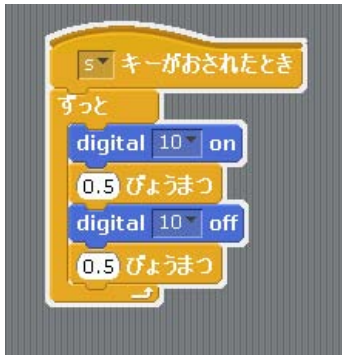 s キーがおされたとき
ずっと
digital 10 on
0.5 びょうまつ
digital 10 off
0.5 びょうまつ